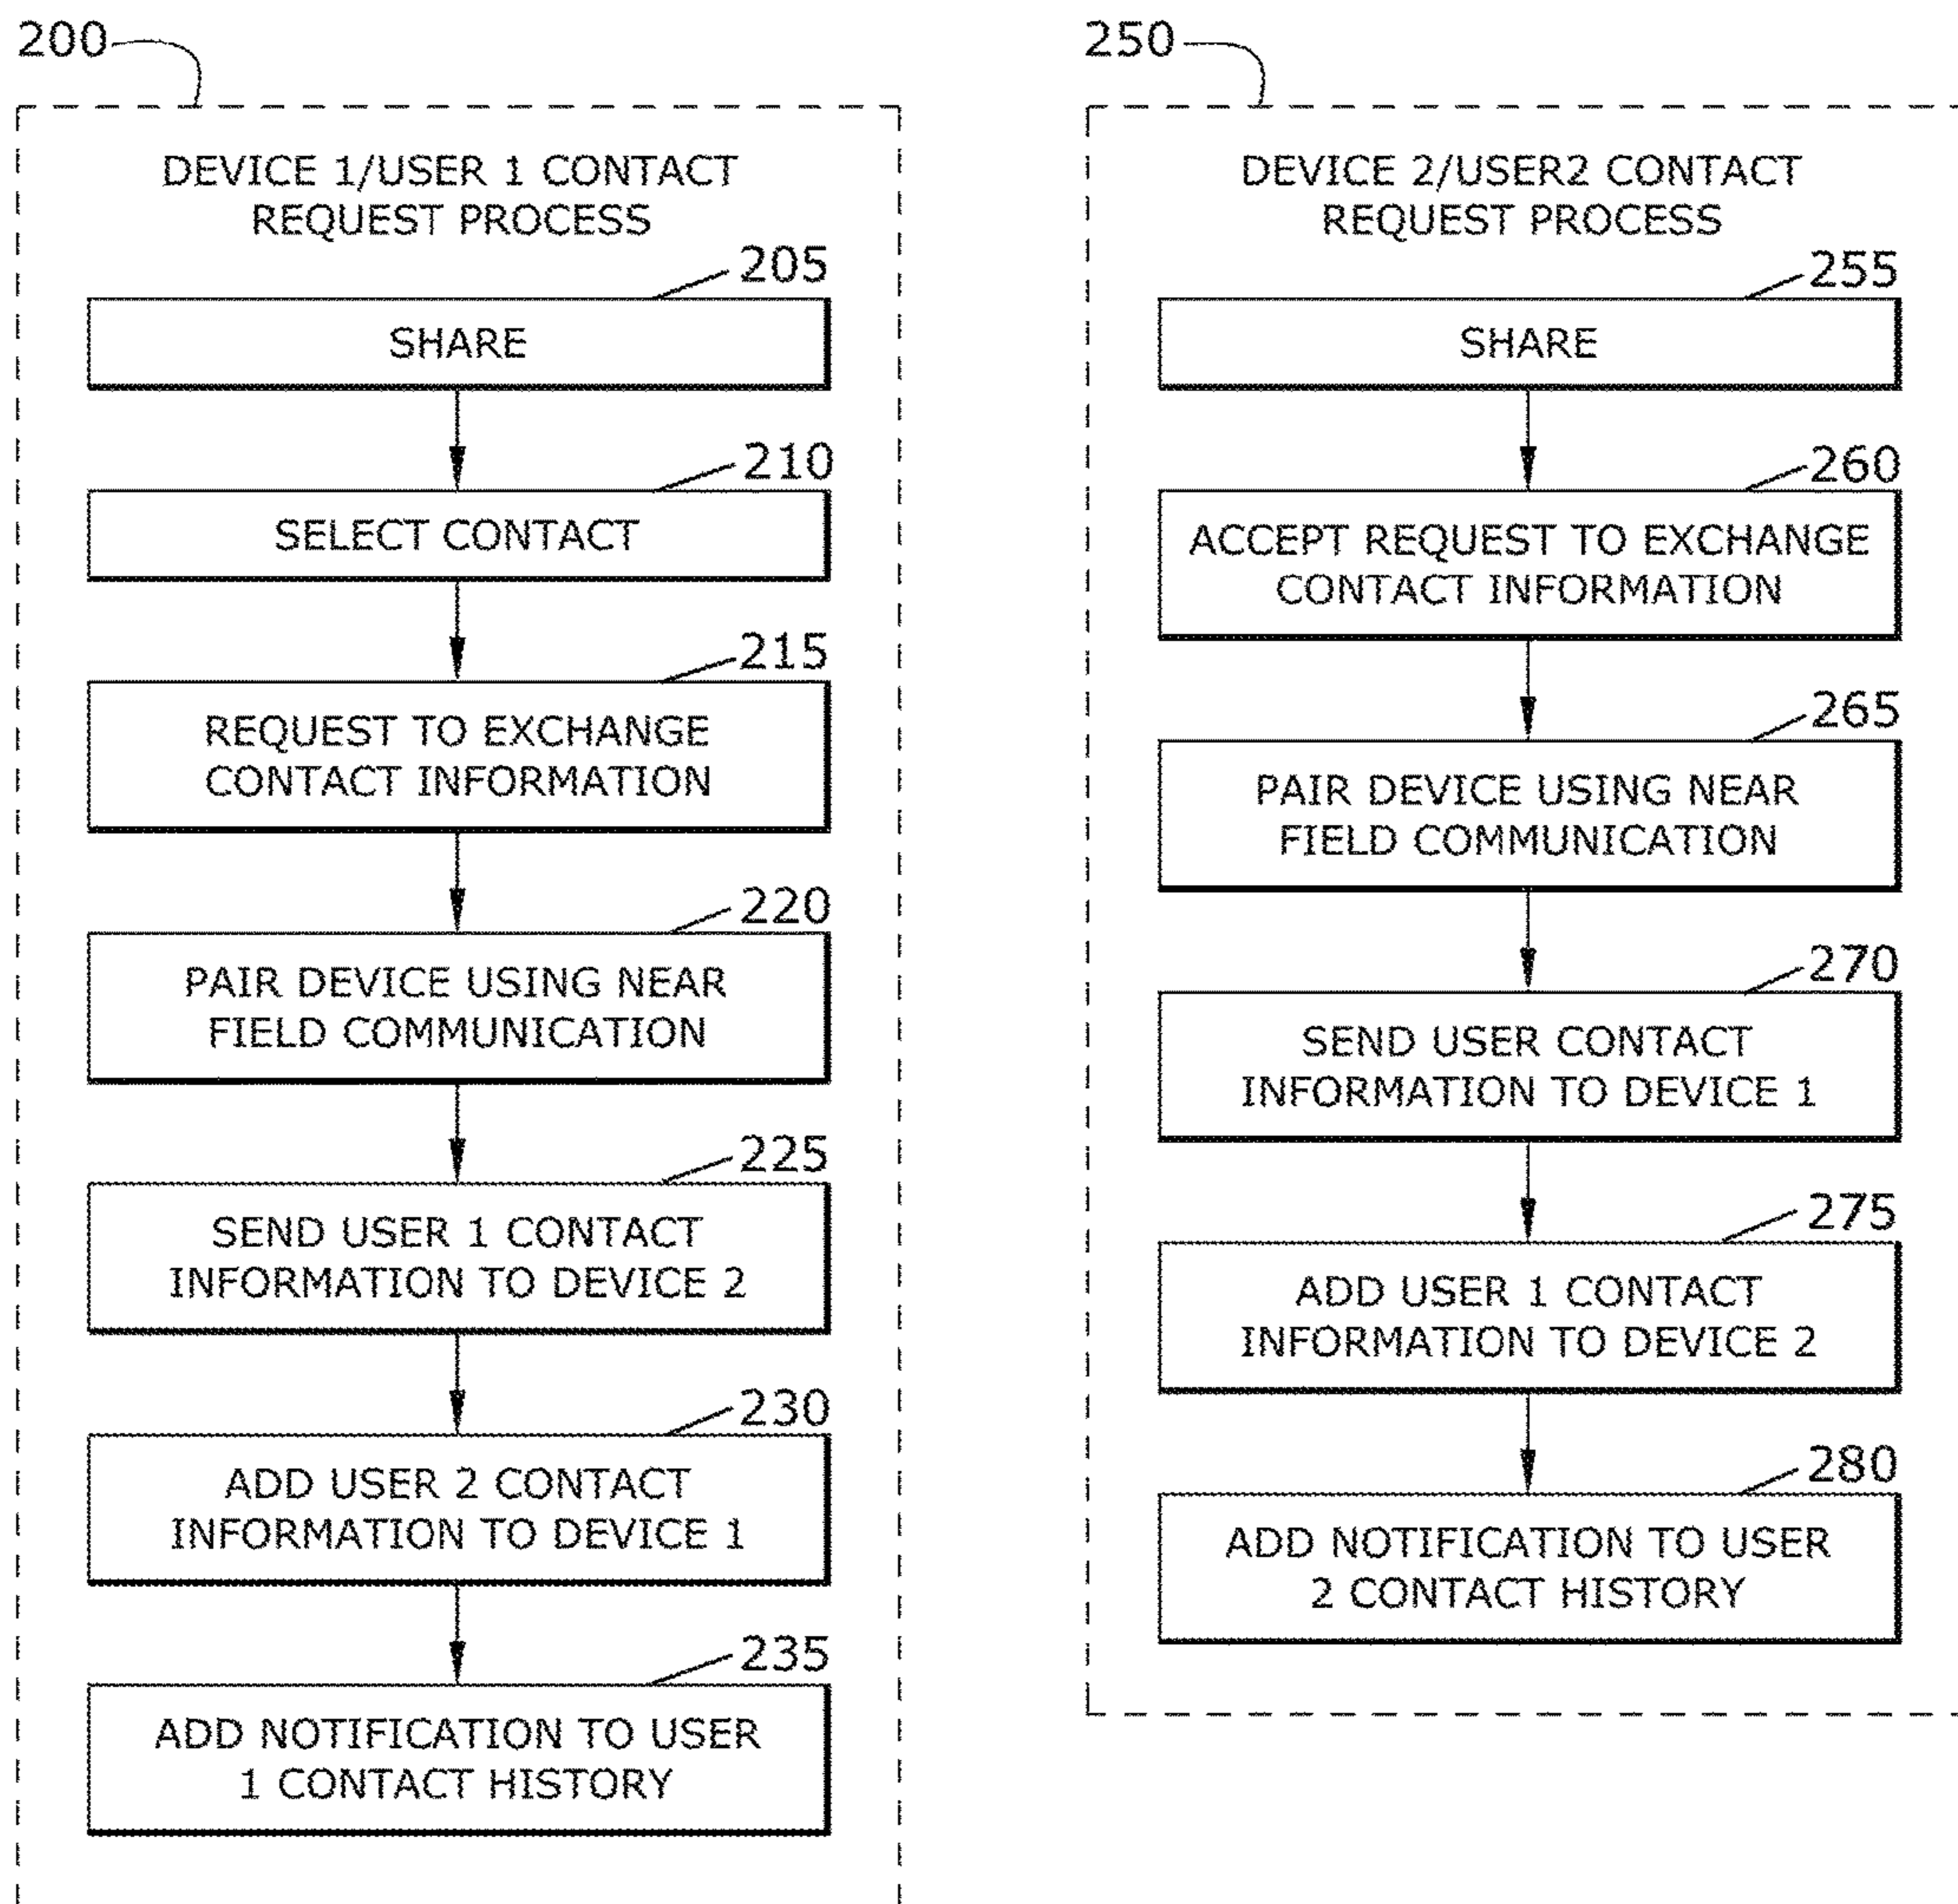 200
DEVICE 1/USER 1 CONTACT
REQUEST PROCESS
205
SHARE
210
SELECT CONTACT
215
REQUEST TO EXCHANGE
CONTACT INFORMATION
220
PAIR DEVICE USING NEAR
FIELD COMMUNICATION
225
SEND USER 1 CONTACT
INFORMATION TO DEVICE 2
230
ADD USER 2 CONTACT
INFORMATION TO DEVICE 1
235
ADD NOTIFICATION TO USER
1 CONTACT HISTORY
250
DEVICE 2/USER2 CONTACT
REQUEST PROCESS
255
SHARE
260
ACCEPT REQUEST TO EXCHANGE
CONTACT INFORMATION
265
PAIR DEVICE USING NEAR
FIELD COMMUNICATION
270
SEND USER CONTACT
INFORMATION TO DEVICE 1
275
ADD USER 1 CONTACT
INFORMATION TO DEVICE 2
280
ADD NOTIFICATION TO USER
2 CONTACT HISTORY